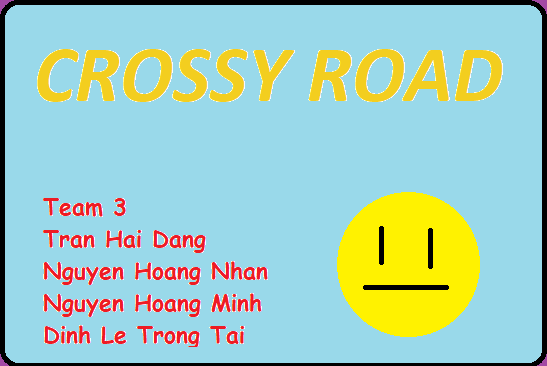 CROSSY ROAD
Team 3
Tran Hai Dang
Nguyen Hoang Nhan
Nguyen Hoang Minh
Dinh Le Trong Tai